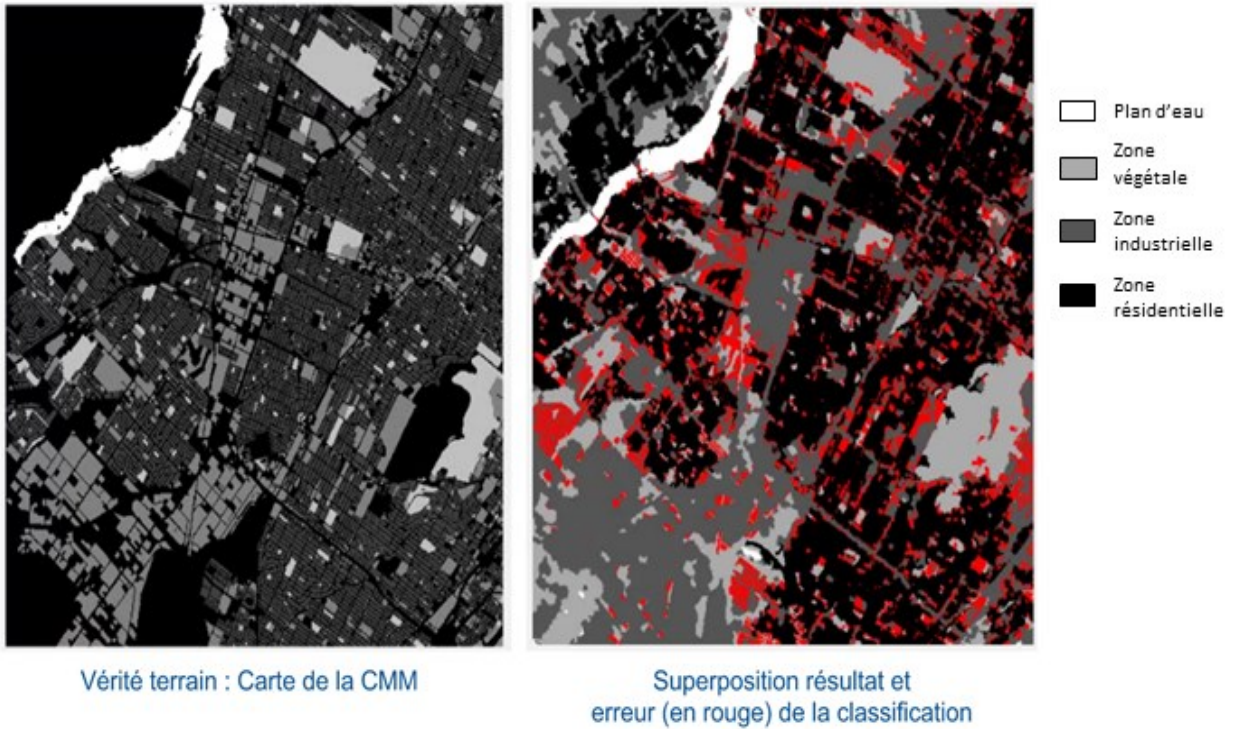 Plan d'eau
Zone
végétale
Zone
industrielle
Zone
résidentielle
Vérité terrain : Carte de la CMM
Superposition résultat et
erreur (en rouge) de la classification